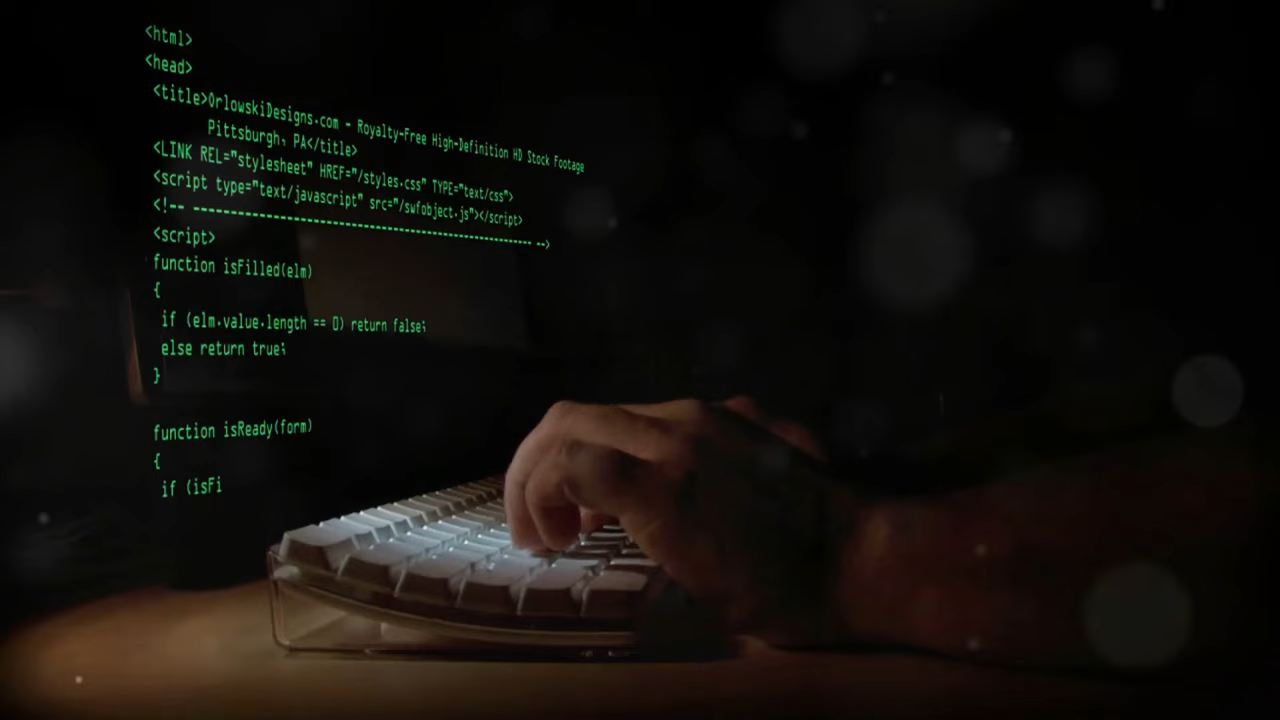 <html>
<head>
<title>OrlowskiDesigns.com - Royalty-Free High-Definition HD Stock Footage
Pittsburgh, PA</title>
<LINK REL="stylesheet" HREF="/styles.css" TYPE="text/css">
<script type="text/javascript" src="/swfobject.js"></script>
<!-- -------------------------------------------------- -->
<script>
function isFilled(elm)
{
if (elm.value.length == 0) return false;
else return true;
}
function isReady(form)
{
if (isFi